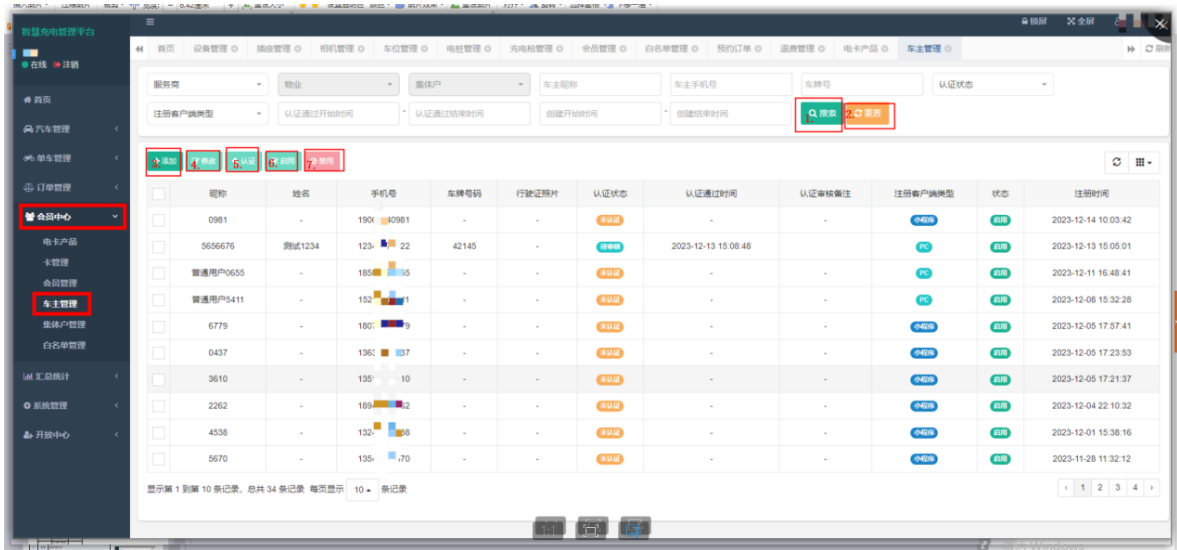 智慧充电管理平台
在线 注销
首页
汽车管理
单车管理
订单管理
会员中心
电卡产品
卡管理
会员管理
车主管理
集体户管理
白名单管理
汇总统计
系统管理
开放中心
锁屏 全屏
首页 设备管理 插座管理 相机管理 车位管理 电桩管理 充电枪管理 会员管理 白名单管理 预约订单 退费管理 电卡产品 车主管理 刷新
服务商 物业 集体户 车主昵称 车主手机号 车牌号 认证状态
注册客户端类型 认证通过开始时间 - 认证通过结束时间 创建开始时间 - 创建结束时间 1. 搜索 2. 重置
3. 添加 4. 修改 5. 认证 6. 启用 7. 禁用
昵称 姓名 手机号 车牌号码 行驶证照片 认证状态 认证通过时间 认证审核备注 注册客户端类型 状态 注册时间
0981 - 190 40981 - - 未认证 - - 小程序 启用 2023-12-14 10:03:42
5656676 测试1234 123 22 42145 - 待审核 2023-12-13 15:08:48 - PC 启用 2023-12-13 15:05:01
普通用户0655 - 185 - - 未认证 - - PC 启用 2023-12-11 16:48:41
普通用户5411 - 152 - - 未认证 - - PC 启用 2023-12-08 15:32:28
6779 - 180 9 - - 未认证 - - 小程序 启用 2023-12-05 17:57:41
0437 - 136 37 - - 未认证 - - 小程序 启用 2023-12-05 17:23:53
3610 - 135 10 - - 未认证 - - 小程序 启用 2023-12-05 17:21:37
2262 - 189 - - 未认证 - - 小程序 启用 2023-12-04 22:10:32
4538 - 132 - - 未认证 - - 小程序 启用 2023-12-01 15:38:16
5670 - 135 70 - - 未认证 - - 小程序 启用 2023-11-28 11:32:12
显示第 1 到第 10 条记录，总共 34 条记录 每页显示 10 条记录
‹ 1 2 3 4 ›